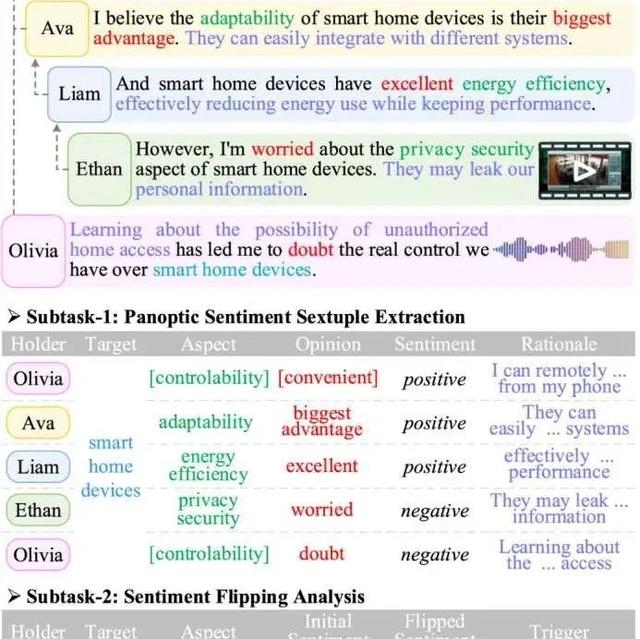 Ava
I believe the adaptability of smart home devices is their biggest
advantage. They can easily integrate with different systems.
Liam
And smart home devices have excellent energy efficiency,
effectively reducing energy use while keeping performance.
Ethan
However, I'm worried about the privacy security
aspect of smart home devices. They may leak our
personal information.
Olivia
Learning about the possibility of unauthorized
home access has led me to doubt the real control we
have over smart home devices.
➢ Subtask-1: Panoptic Sentiment Sextuple Extraction
Holder Target Aspect Opinion Sentiment Rationale
Olivia [controlability] [convenient] positive I can remotely ...
from my phone
Ava adaptability biggest
advantage positive They can
easily ... systems
smart
home
devices
Liam energy
efficiency excellent positive effectively ...
performance
Ethan privacy
security worried negative They may leak ...
information
Olivia [controlability] doubt negative Learning about
the ... access
➢ Subtask-2: Sentiment Flipping Analysis
Holder Target Aspect Initial
Sentiment Flipped
Sentiment Trigger